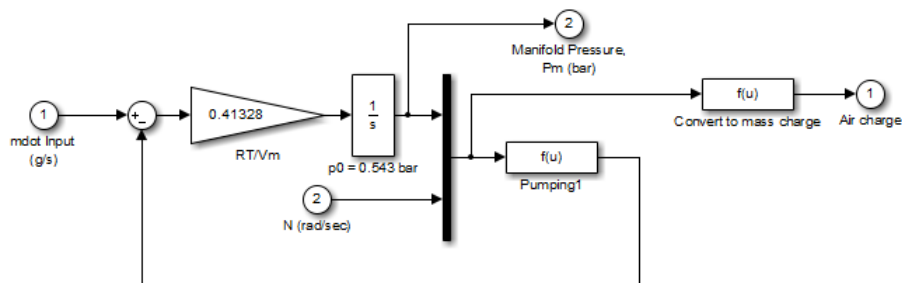 2
Manifold Pressure,
Pm (bar)
1
mdot Input
(g/s)
+
−
0.41328
RT/Vm
1
s
p0 = 0.543 bar
f(u)
Convert to mass charge
1
Air charge
f(u)
Pumping1
2
N (rad/sec)